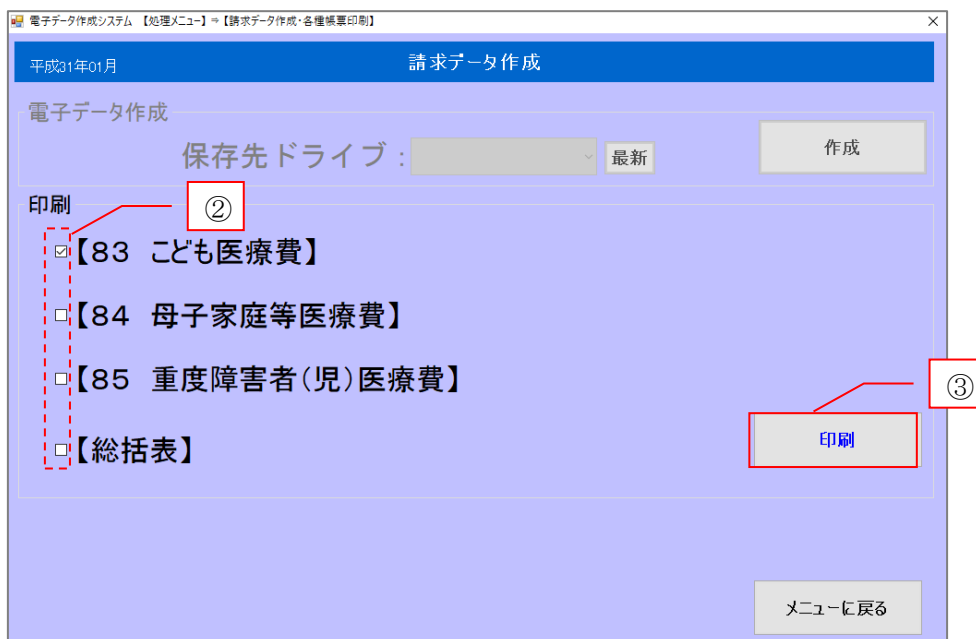 電子データ作成システム 【処理メニュー】⇒【請求データ作成・各種帳票印刷】
平成31年01月
請求データ作成
電子データ作成
保存先ドライブ：
最新
作成
印刷
②
【83 こども医療費】
【84 母子家庭等医療費】
【85 重度障害者(児)医療費】
③
【総括表】
印刷
メニューに戻る